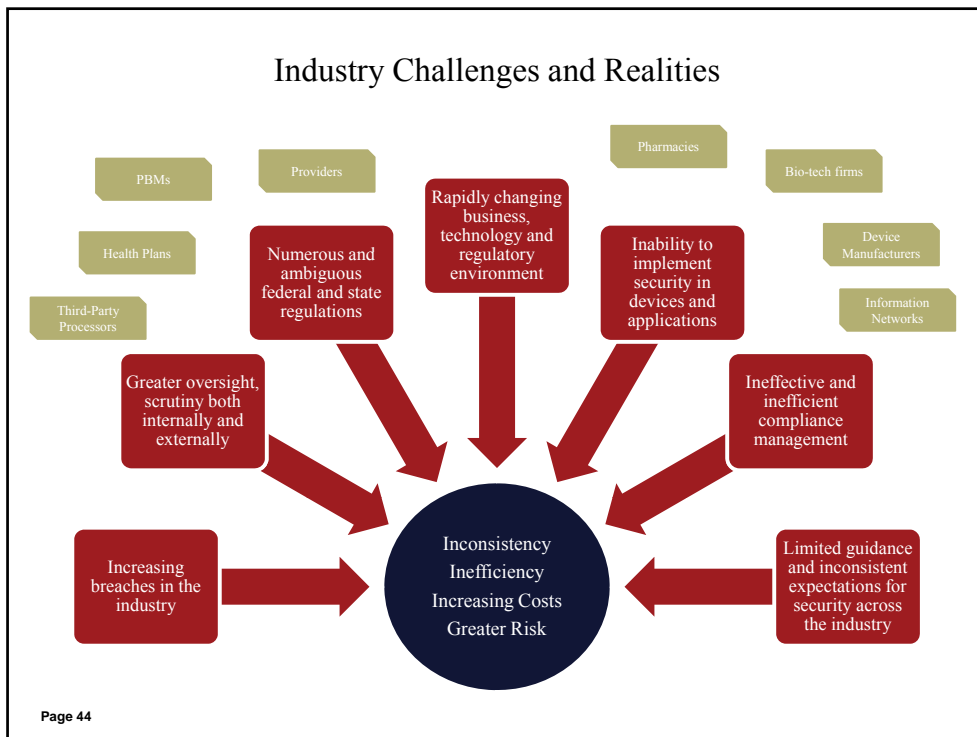 Industry Challenges and Realities
Pharmacies
PBMs
Providers
Bio-tech firms
Health Plans
Device
Manufacturers
Third-Party
Processors
Information
Networks
Rapidly changing
business,
technology and
regulatory
environment
Numerous and
ambiguous
federal and state
regulations
Inability to
implement
security in
devices and
applications
Greater oversight,
scrutiny both
internally and
externally
Ineffective and
inefficient
compliance
management
Increasing
breaches in the
industry
Inconsistency
Inefficiency
Increasing Costs
Greater Risk
Limited guidance
and inconsistent
expectations for
security across
the industry
Page 44